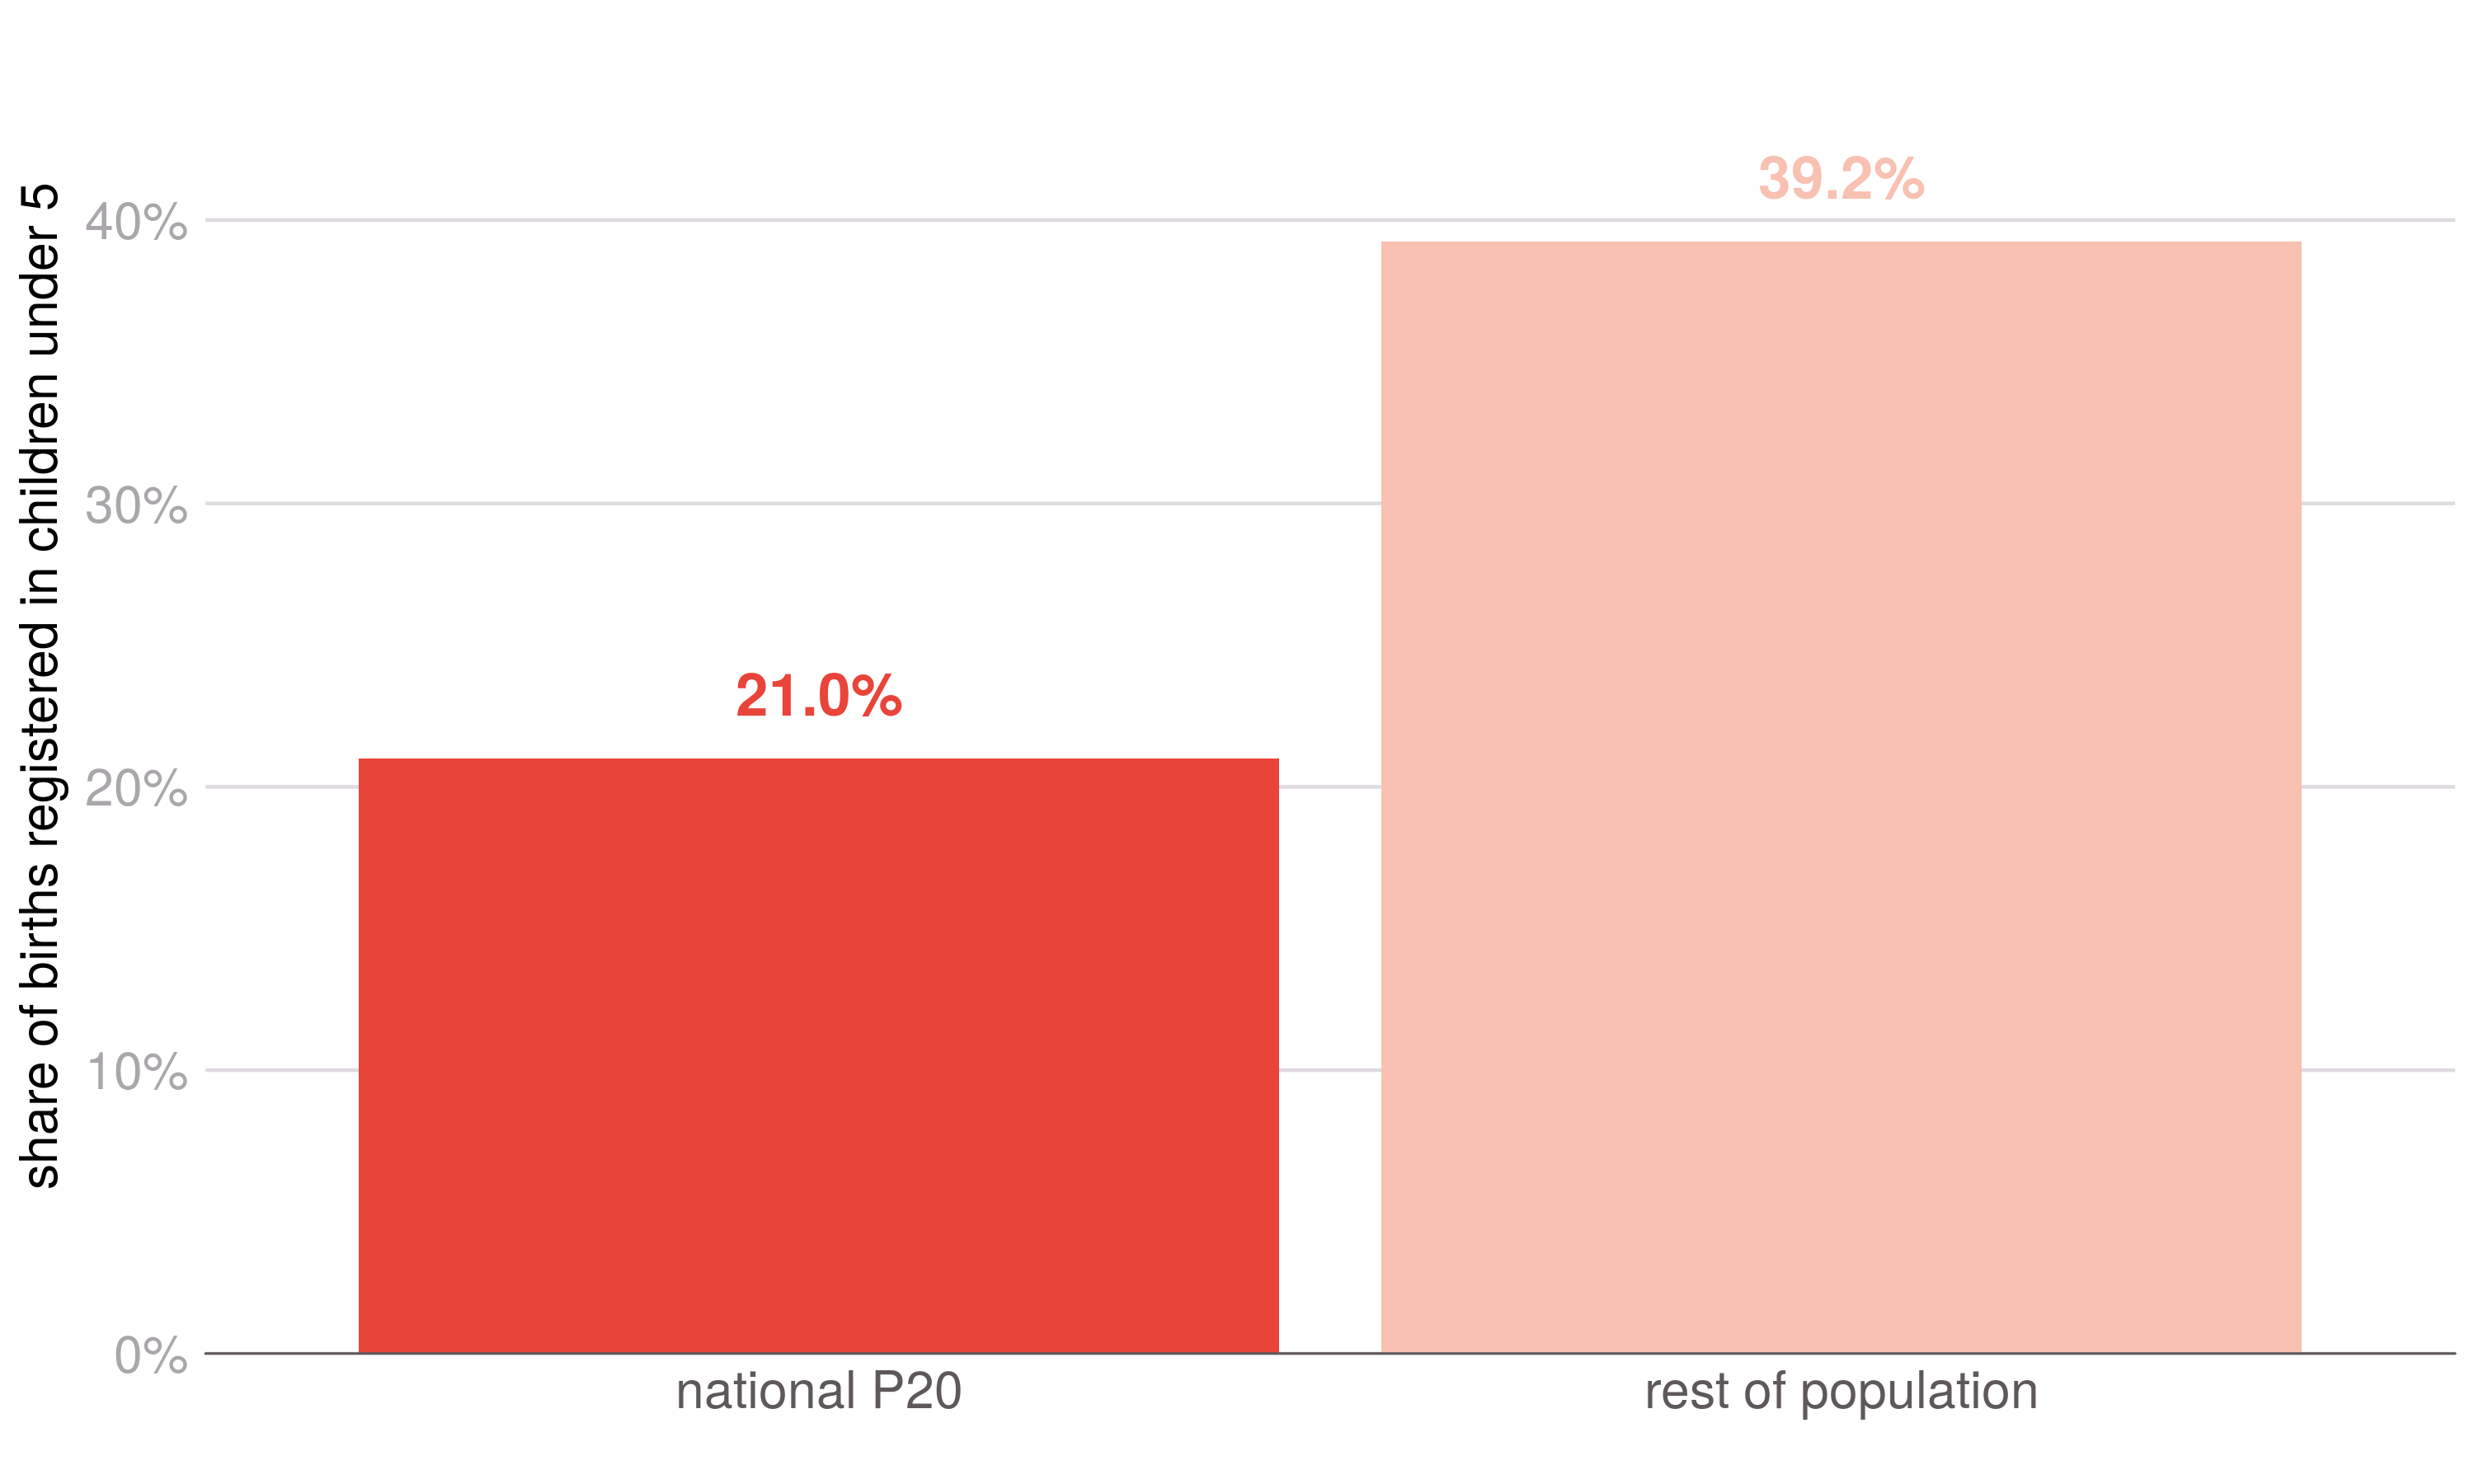 share of births registered in children under 5
40%
30%
20%
10%
0%
21.0%
39.2%
national P20
rest of population